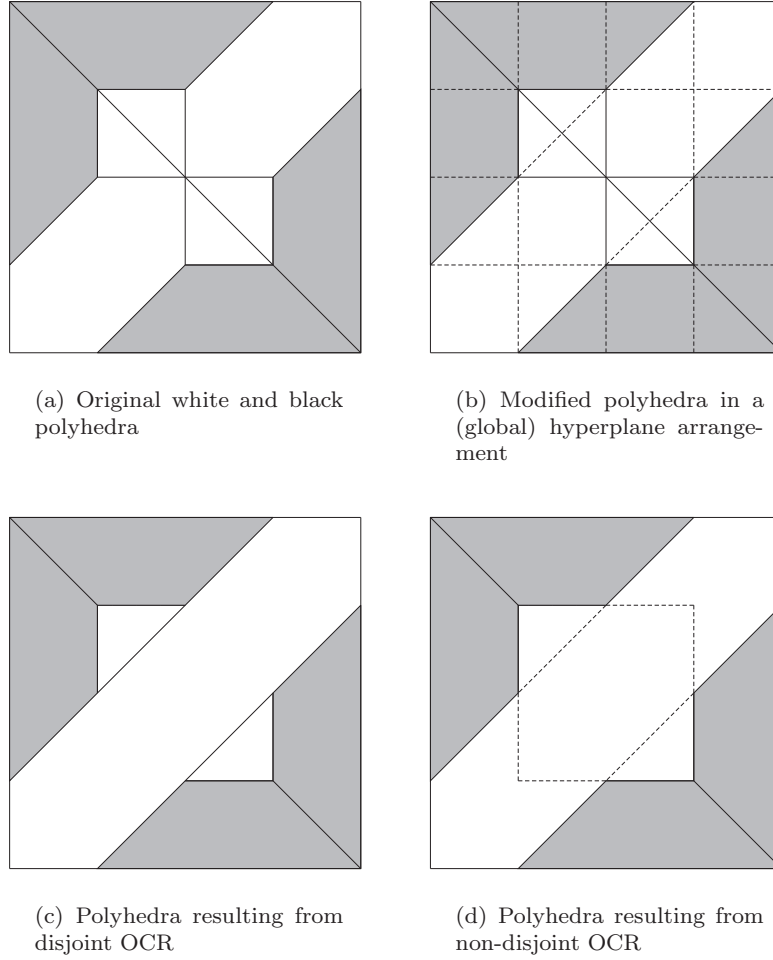 (a) Original white and black
polyhedra
(b) Modified polyhedra in a
(global) hyperplane arrange-
ment
(c) Polyhedra resulting from
disjoint OCR
(d) Polyhedra resulting from
non-disjoint OCR